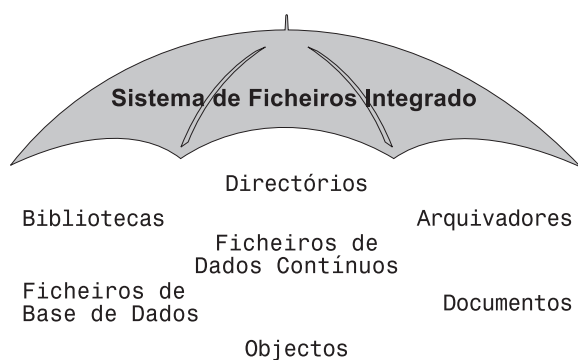 Sistema de Ficheiros Integrado
Directórios
Bibliotecas
Arquivadores
Ficheiros de
Dados Contínuos
Ficheiros de
Base de Dados
Documentos
Objectos